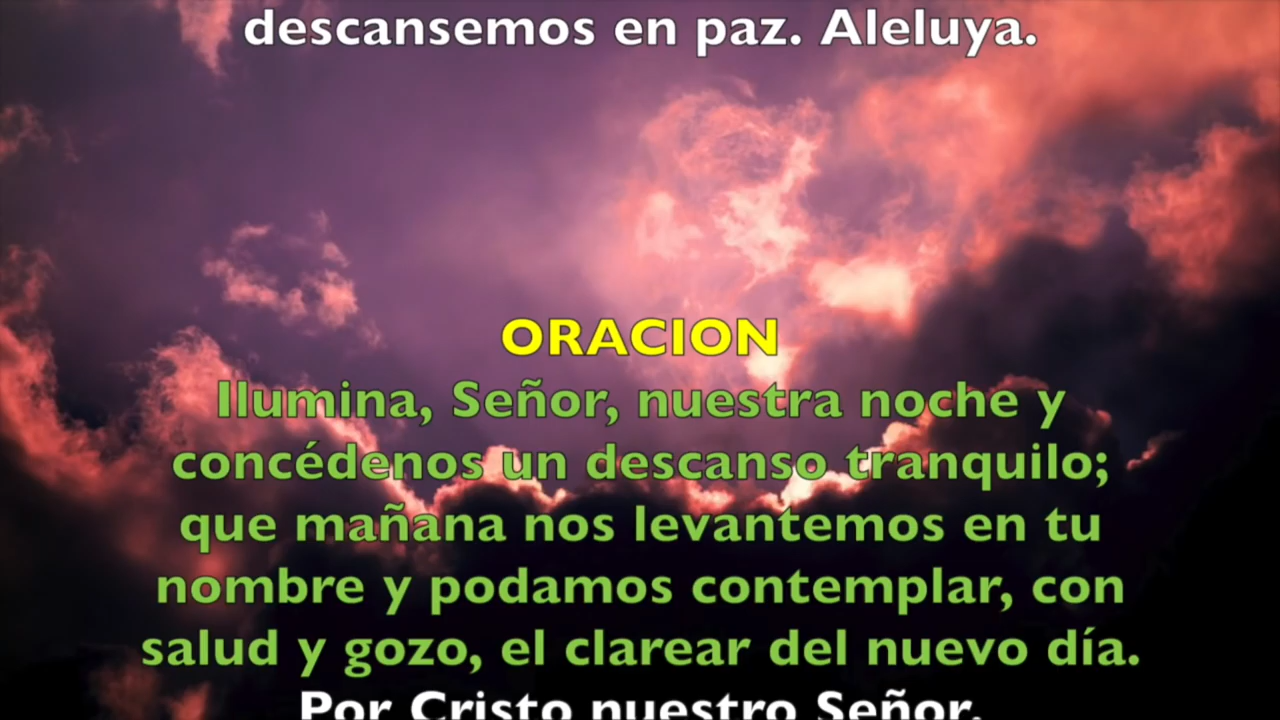 descansemos en paz. Aleluya.
ORACION
Ilumina, Señor, nuestra noche y
concédenos un descanso tranquilo;
que mañana nos levantemos en tu
nombre y podamos contemplar, con
salud y gozo, el clarear del nuevo día.
Por Cristo nuestro Señor.